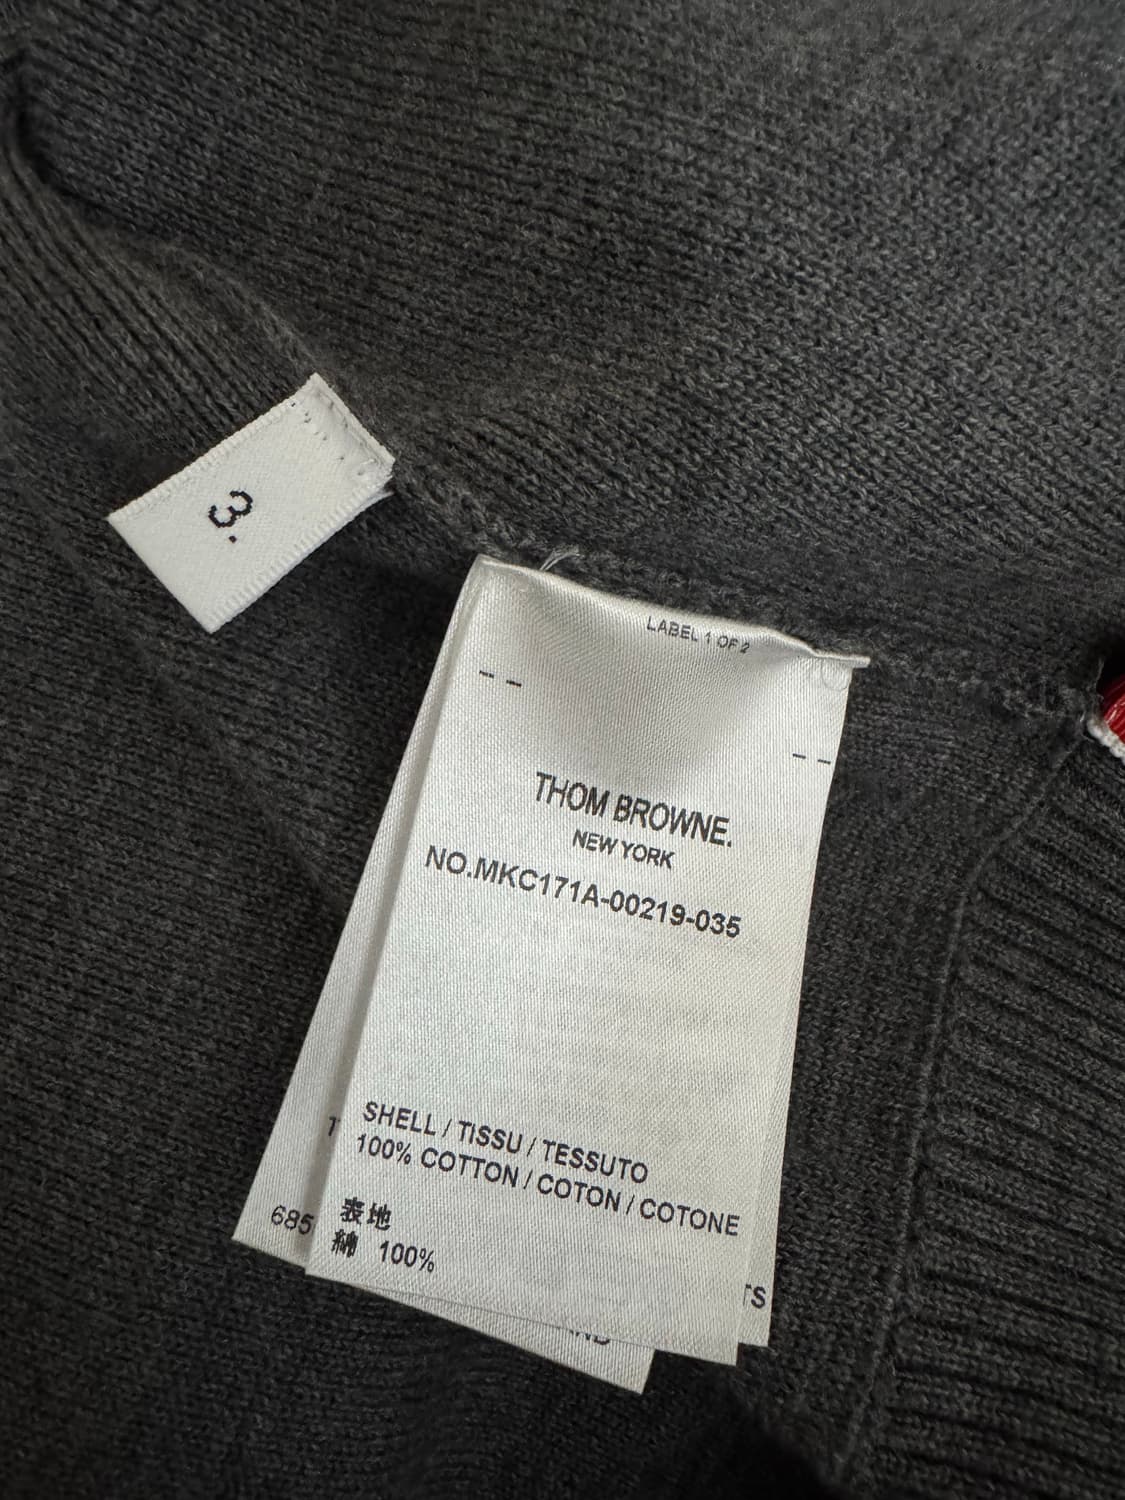 3.
LABEL 1 OF 2
THOM BROWNE.
NEW YORK
NO.MKC171A-00219-035
SHELL / TISSU / TESSUTO
100% COTTON / COTON / COTONE
表地
綿 100%
685
TS